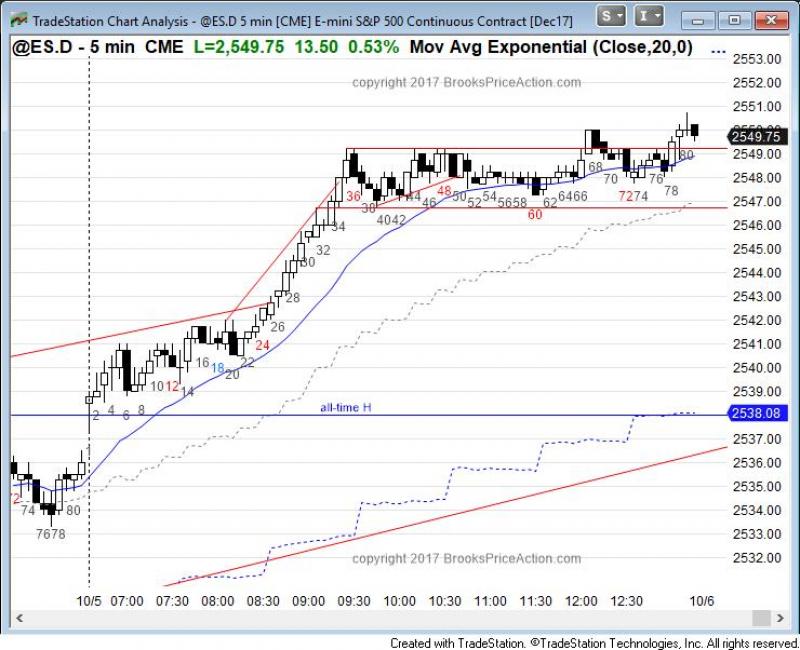 TradeStation Chart Analysis - @ES.D 5 min [CME] E-mini S&P 500 Continuous Contract [Dec17]
S I
@ES.D - 5 min CME L=2,549.75 13.50 0.53% Mov Avg Exponential (Close,20,0) ...
copyright 2017 BrooksPriceAction.com
2553.00
2552.00
2551.00
2549.75
2549.00
2548.00
2547.00
2546.00
2545.00
2544.00
2543.00
2542.00
2541.00
2540.00
2539.00
2538.08
2537.00
2536.00
2535.00
2534.00
2533.00
2532.00
74 7678 80
2 4 6 8 10 12 14 16 18 20 22 24 26 28 30 32 34 36 38 4042 44 46 48 50 52 54 5658 60 62 6466 68 70 7274 76 78 80
all-time H
copyright 2017 BrooksPriceAction.com
10/5 07:00 07:30 08:00 08:30 09:00 09:30 10:00 10:30 11:00 11:30 12:00 12:30 10/6
Created with TradeStation. ©TradeStation Technologies, Inc. All rights reserved.